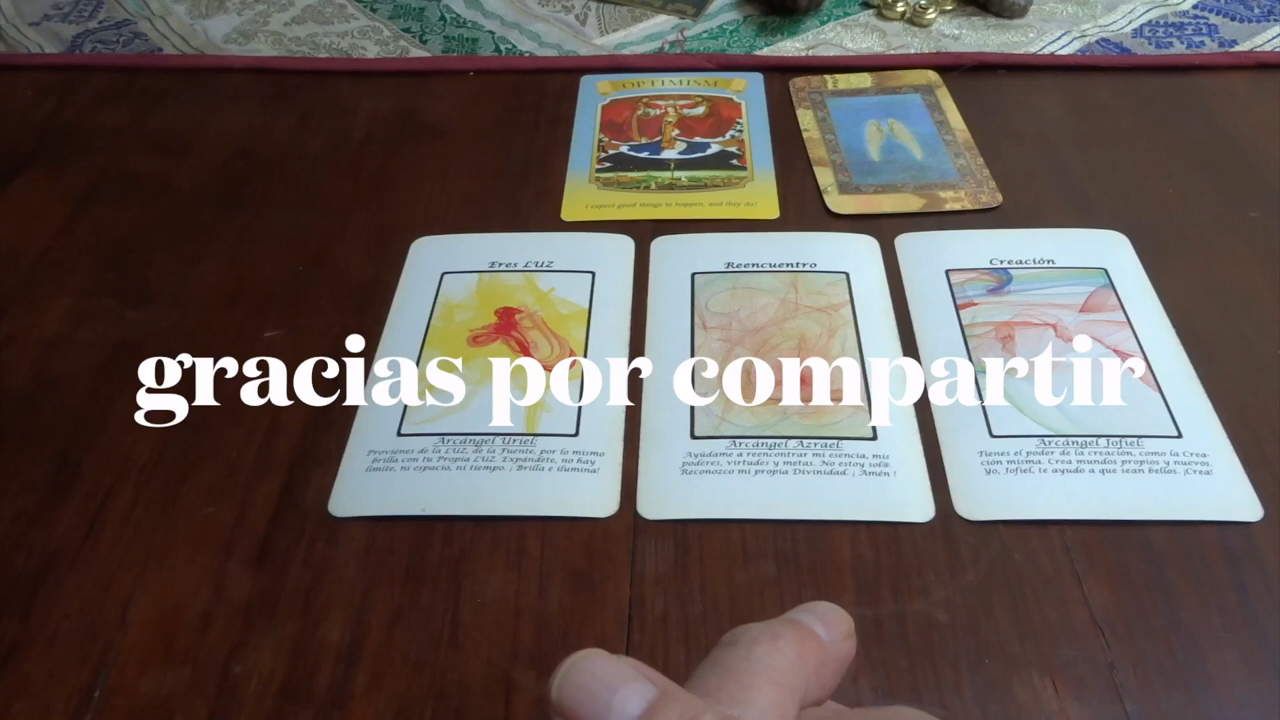 OPTIMISM
I expect good things to happen, and they do!
Eres LUZ
Reencuentro
Creación
gracias por compartir
Arcángel Uriel:
Provienes de la LUZ, de la Fuente, por lo mismo
brilla con tu Propia LUZ. Expándete, no hay
límite, ni espacio, ni tiempo. ¡ Brilla e ilumina!
Arcángel Azrael:
Ayúdame a reencontrar mi esencia, mis
poderes, virtudes y metas. No estoy sol@.
Reconozco mi propia Divinidad. ¡ Amén !
Arcángel Jofiel:
Tienes el poder de la creación, como la Crea-
ción misma. Crea mundos propios y nuevos.
Yo, Jofiel, te ayudo a que sean bellos. ¡Crea!